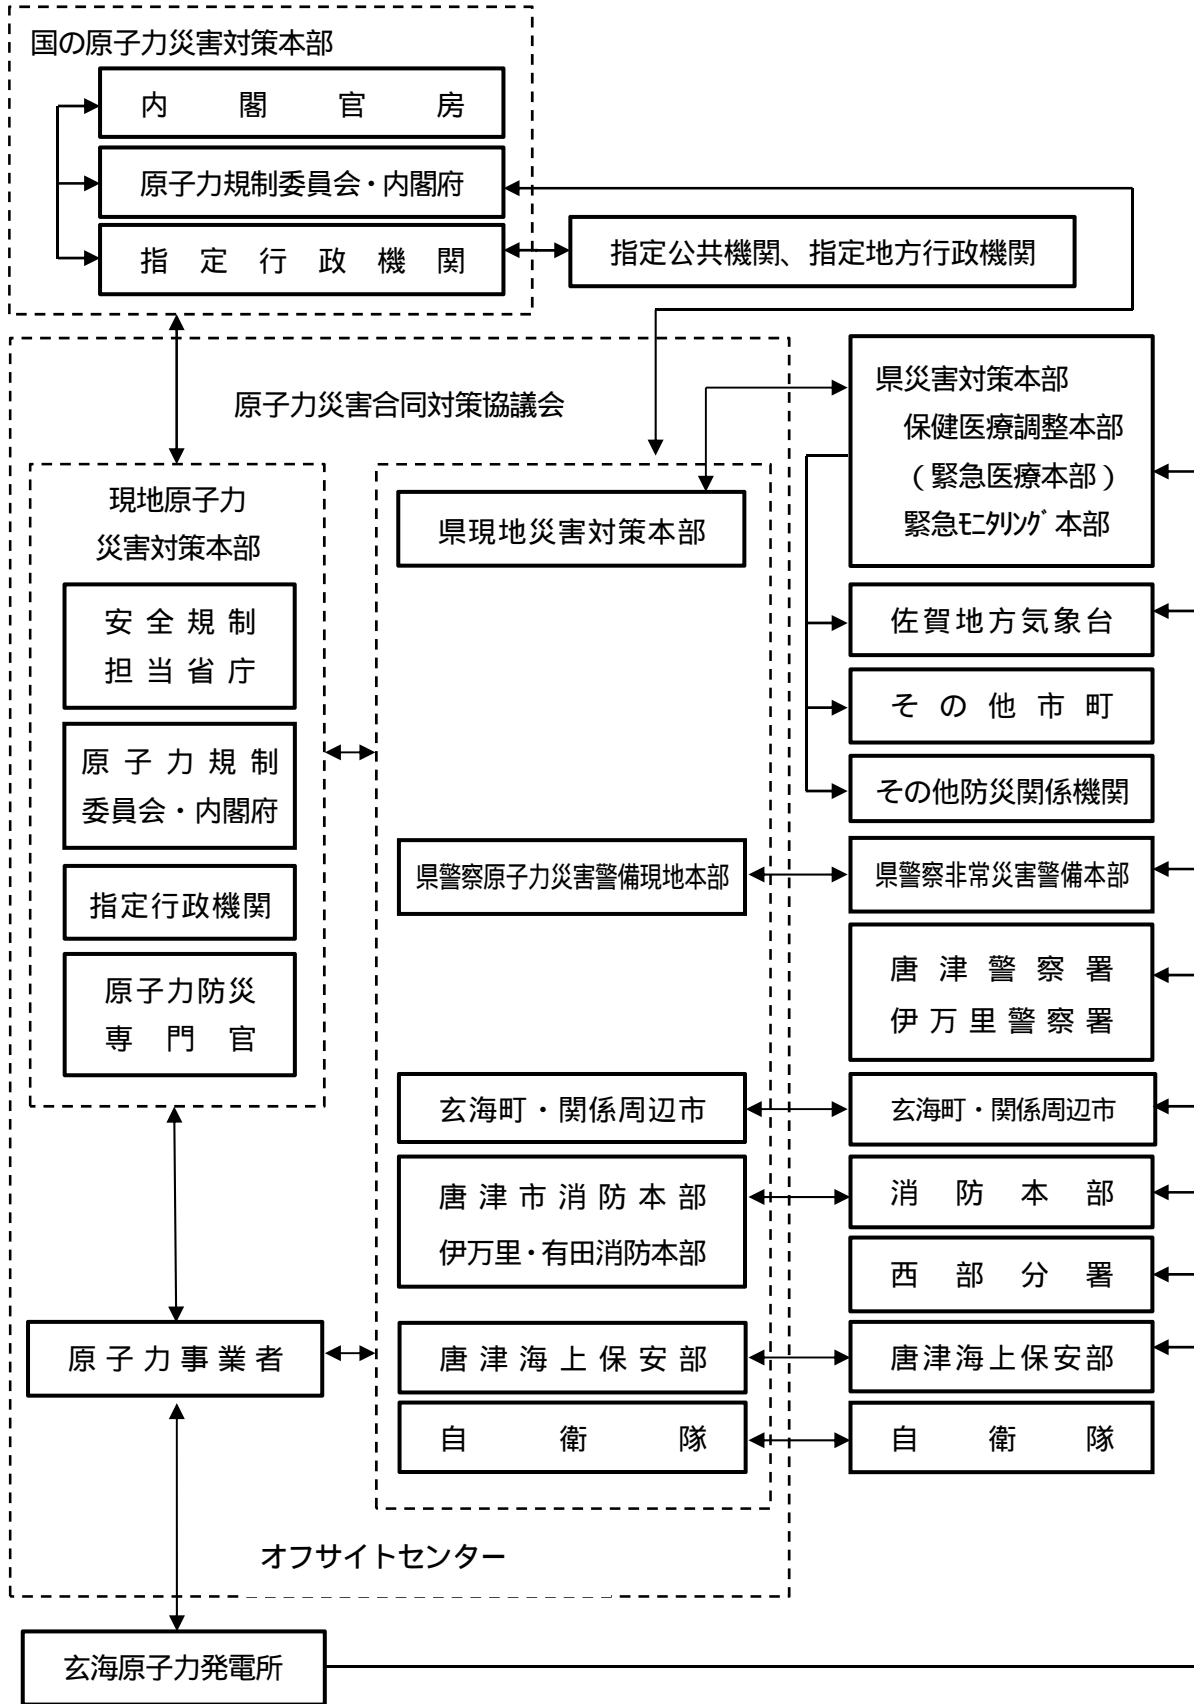 国の原子力災害対策本部
内閣官房
原子力規制委員会・内閣府
指定行政機関
指定公共機関、指定地方行政機関
原子力災害合同対策協議会
現地原子力
災害対策本部
安全規制
担当省庁
原子力規制
委員会・内閣府
指定行政機関
原子力防災
専門官
原子力事業者
県現地災害対策本部
県警察原子力災害警備現地本部
玄海町・関係周辺市
唐津市消防本部
伊万里・有田消防本部
唐津海上保安部
自衛隊
オフサイトセンター
県災害対策本部
保健医療調整本部
（緊急医療本部）
緊急ﾓﾆﾀﾘﾝｸﾞ本部
佐賀地方気象台
その他市町
その他防災関係機関
県警察非常災害警備本部
唐津警察署
伊万里警察署
玄海町・関係周辺市
消防本部
西部分署
唐津海上保安部
自衛隊
玄海原子力発電所